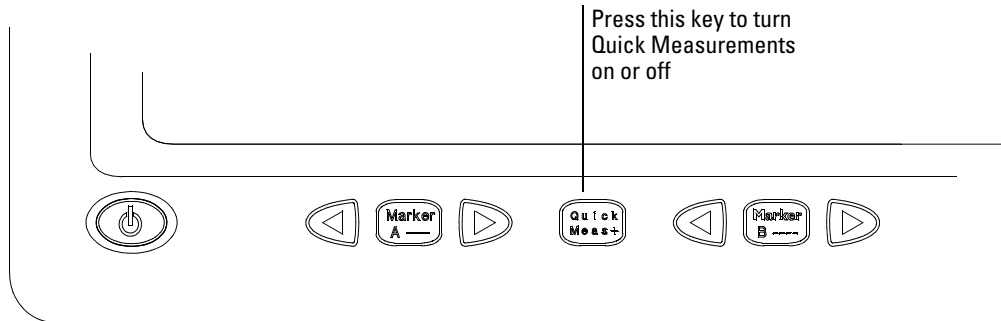 Press this key to turn
Quick Measurements
on or off
Marker
A —
Quick
Meas+
Marker
B ----